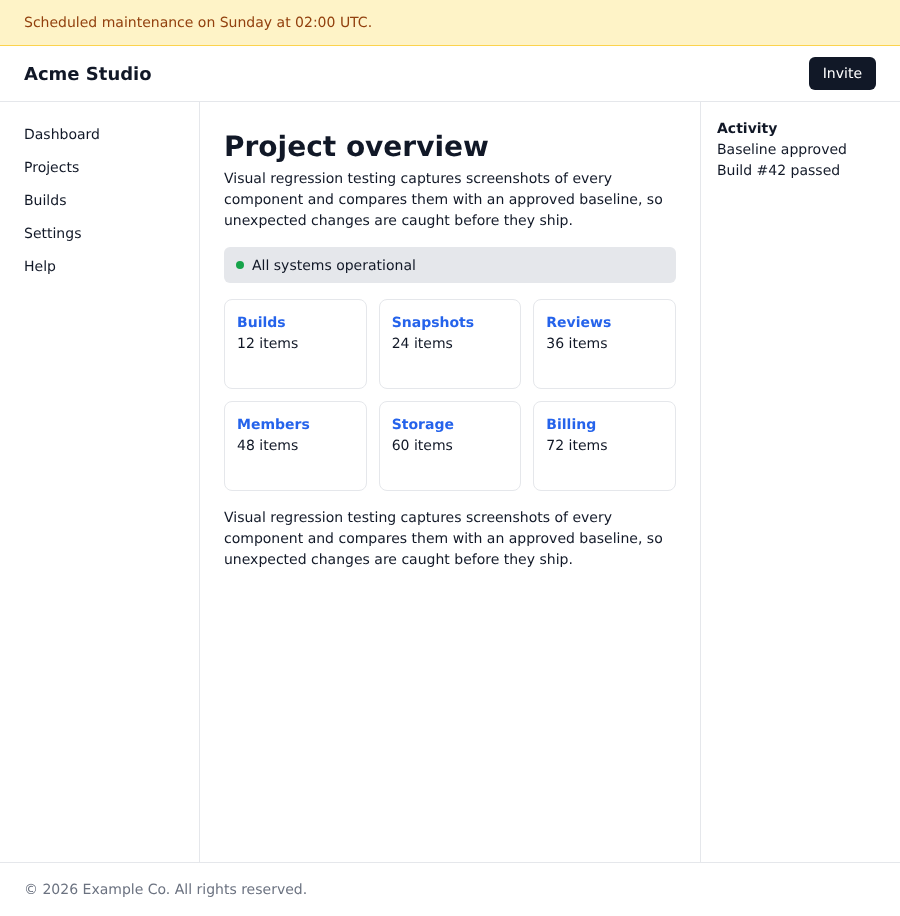 Scheduled maintenance on Sunday at 02:00 UTC.
Acme Studio
Invite
Dashboard
Projects
Builds
Settings
Help
Project overview
Visual regression testing captures screenshots of every
component and compares them with an approved baseline, so
unexpected changes are caught before they ship.
All systems operational
Builds
12 items
Snapshots
24 items
Reviews
36 items
Members
48 items
Storage
60 items
Billing
72 items
Visual regression testing captures screenshots of every
component and compares them with an approved baseline, so
unexpected changes are caught before they ship.
Activity
Baseline approved
Build #42 passed
© 2026 Example Co. All rights reserved.